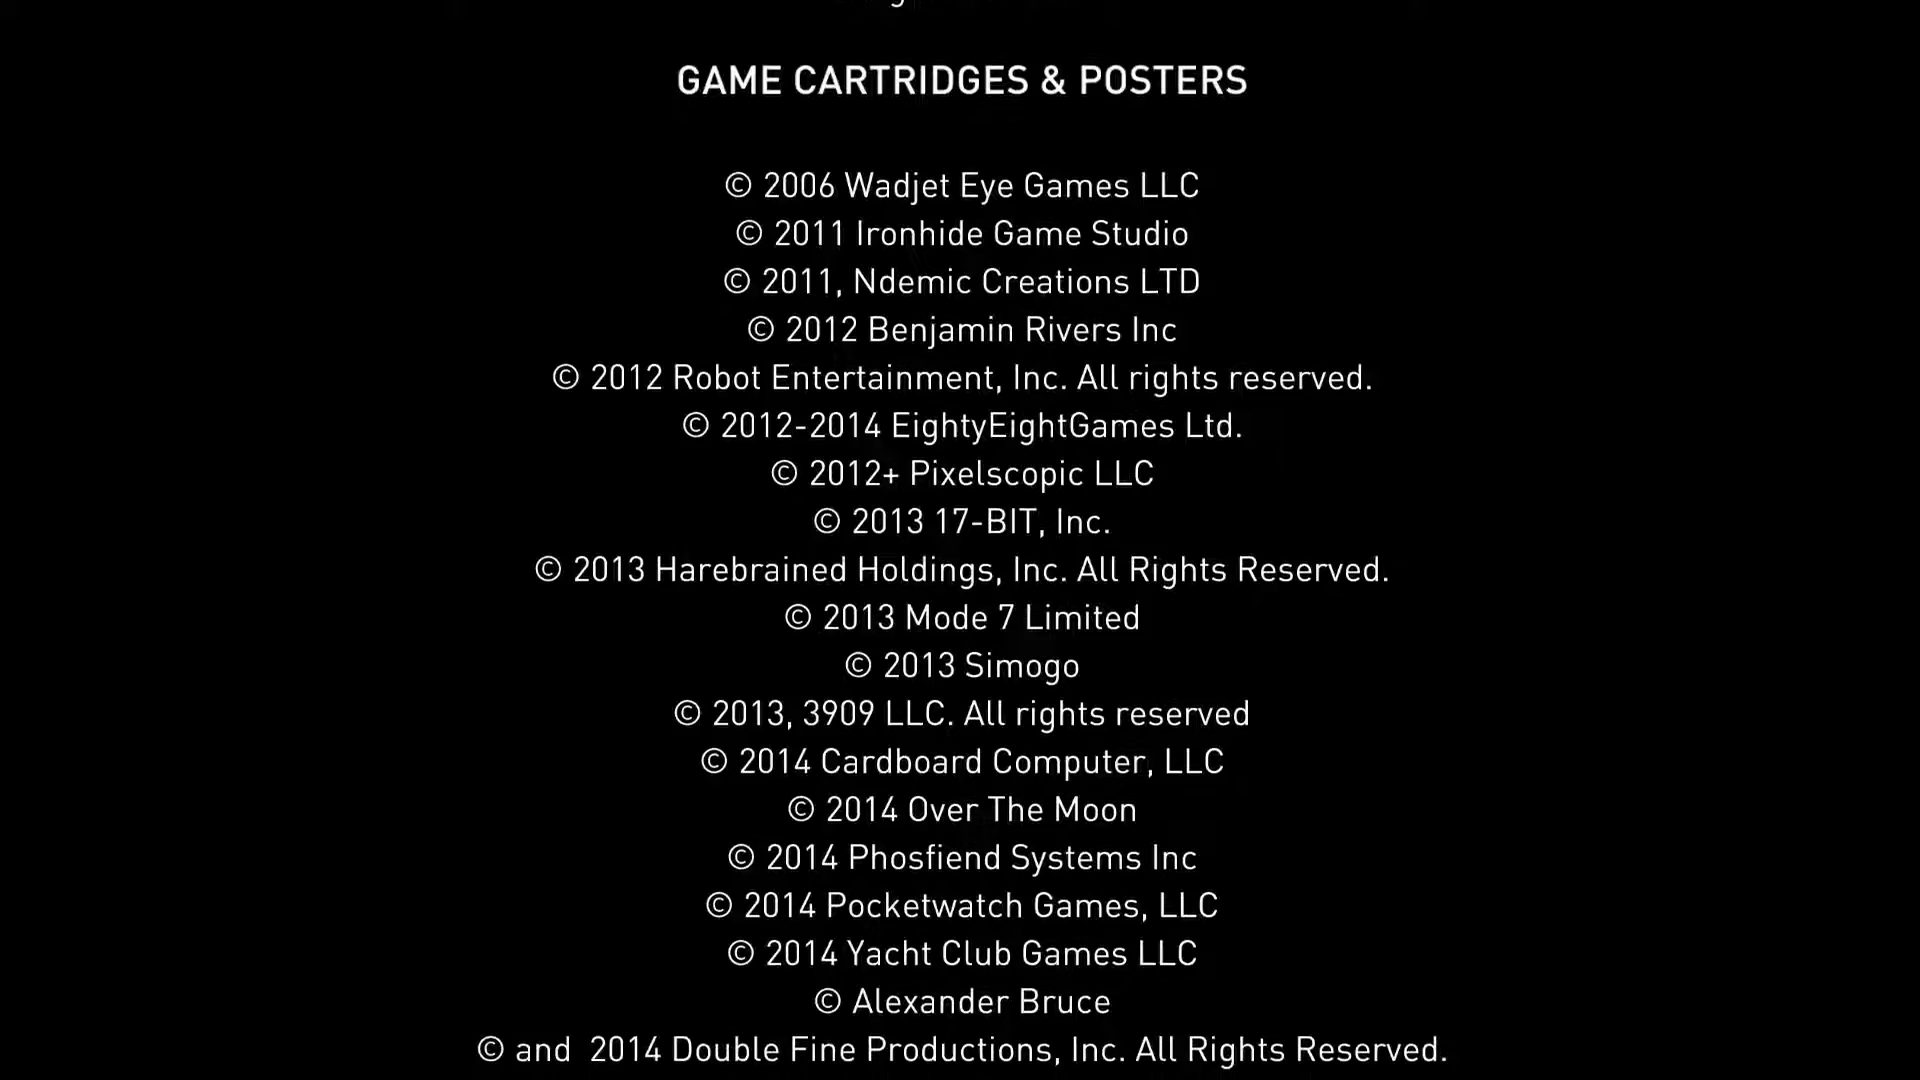 GAME CARTRIDGES & POSTERS
© 2006 Wadjet Eye Games LLC
© 2011 Ironhide Game Studio
© 2011, Ndemic Creations LTD
© 2012 Benjamin Rivers Inc
© 2012 Robot Entertainment, Inc. All rights reserved.
© 2012-2014 EightyEightGames Ltd.
© 2012+ Pixelscopic LLC
© 2013 17-BIT, Inc.
© 2013 Harebrained Holdings, Inc. All Rights Reserved.
© 2013 Mode 7 Limited
© 2013 Simogo
© 2013, 3909 LLC. All rights reserved
© 2014 Cardboard Computer, LLC
© 2014 Over The Moon
© 2014 Phosfiend Systems Inc
© 2014 Pocketwatch Games, LLC
© 2014 Yacht Club Games LLC
© Alexander Bruce
© and  2014 Double Fine Productions, Inc. All Rights Reserved.